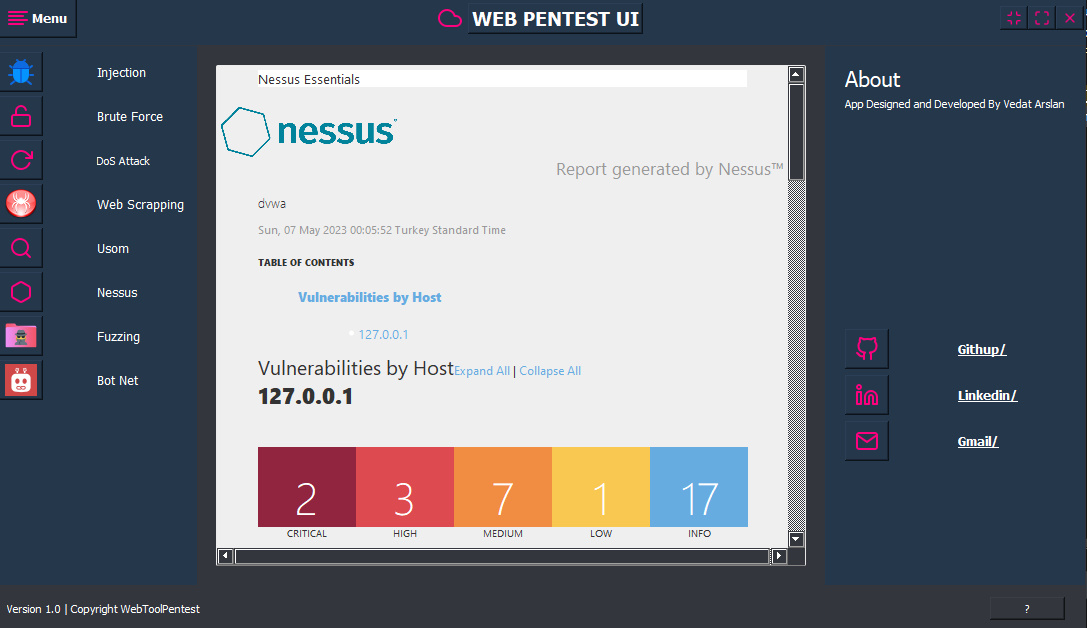 Menu
WEB PENTEST UI
Injection
Brute Force
DoS Attack
Web Scrapping
Usom
Nessus
Fuzzing
Bot Net
Nessus Essentials
nessus
Report generated by Nessus™
dvwa
Sun, 07 May 2023 00:05:52 Turkey Standard Time
TABLE OF CONTENTS
Vulnerabilities by Host
• 127.0.0.1
Vulnerabilities by HostExpand All | Collapse All
127.0.0.1
2 3 7 1 17
CRITICAL HIGH MEDIUM LOW INFO
About
App Designed and Developed By Vedat Arslan
Githup/
Linkedin/
Gmail/
Version 1.0 | Copyright WebToolPentest
?